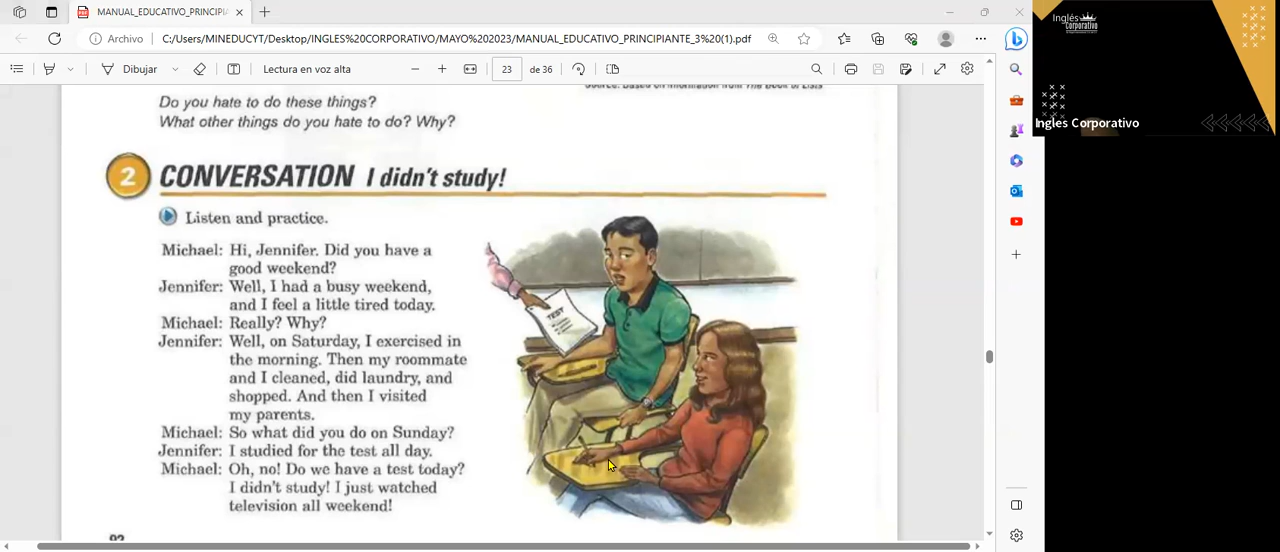 MANUAL_EDUCATIVO_PRINCIPIA
Archivo C:/Users/MINEDUCYT/Desktop/INGLES%20CORPORATIVO/MAYO%202023/MANUAL_EDUCATIVO_PRINCIPIANTE_3%20(1).pdf
Dibujar Lectura en voz alta 23 de 36
Inglés
Corporativo
Ingles Corporativo
Do you hate to do these things?
What other things do you hate to do? Why?
2 CONVERSATION I didn't study!
Listen and practice.
Michael: Hi, Jennifer. Did you have a
good weekend?
Jennifer: Well, I had a busy weekend,
and I feel a little tired today.
Michael: Really? Why?
Jennifer: Well, on Saturday, I exercised in
the morning. Then my roommate
and I cleaned, did laundry, and
shopped. And then I visited
my parents.
Michael: So what did you do on Sunday?
Jennifer: I studied for the test all day.
Michael: Oh, no! Do we have a test today?
I didn't study! I just watched
television all weekend!
TEST